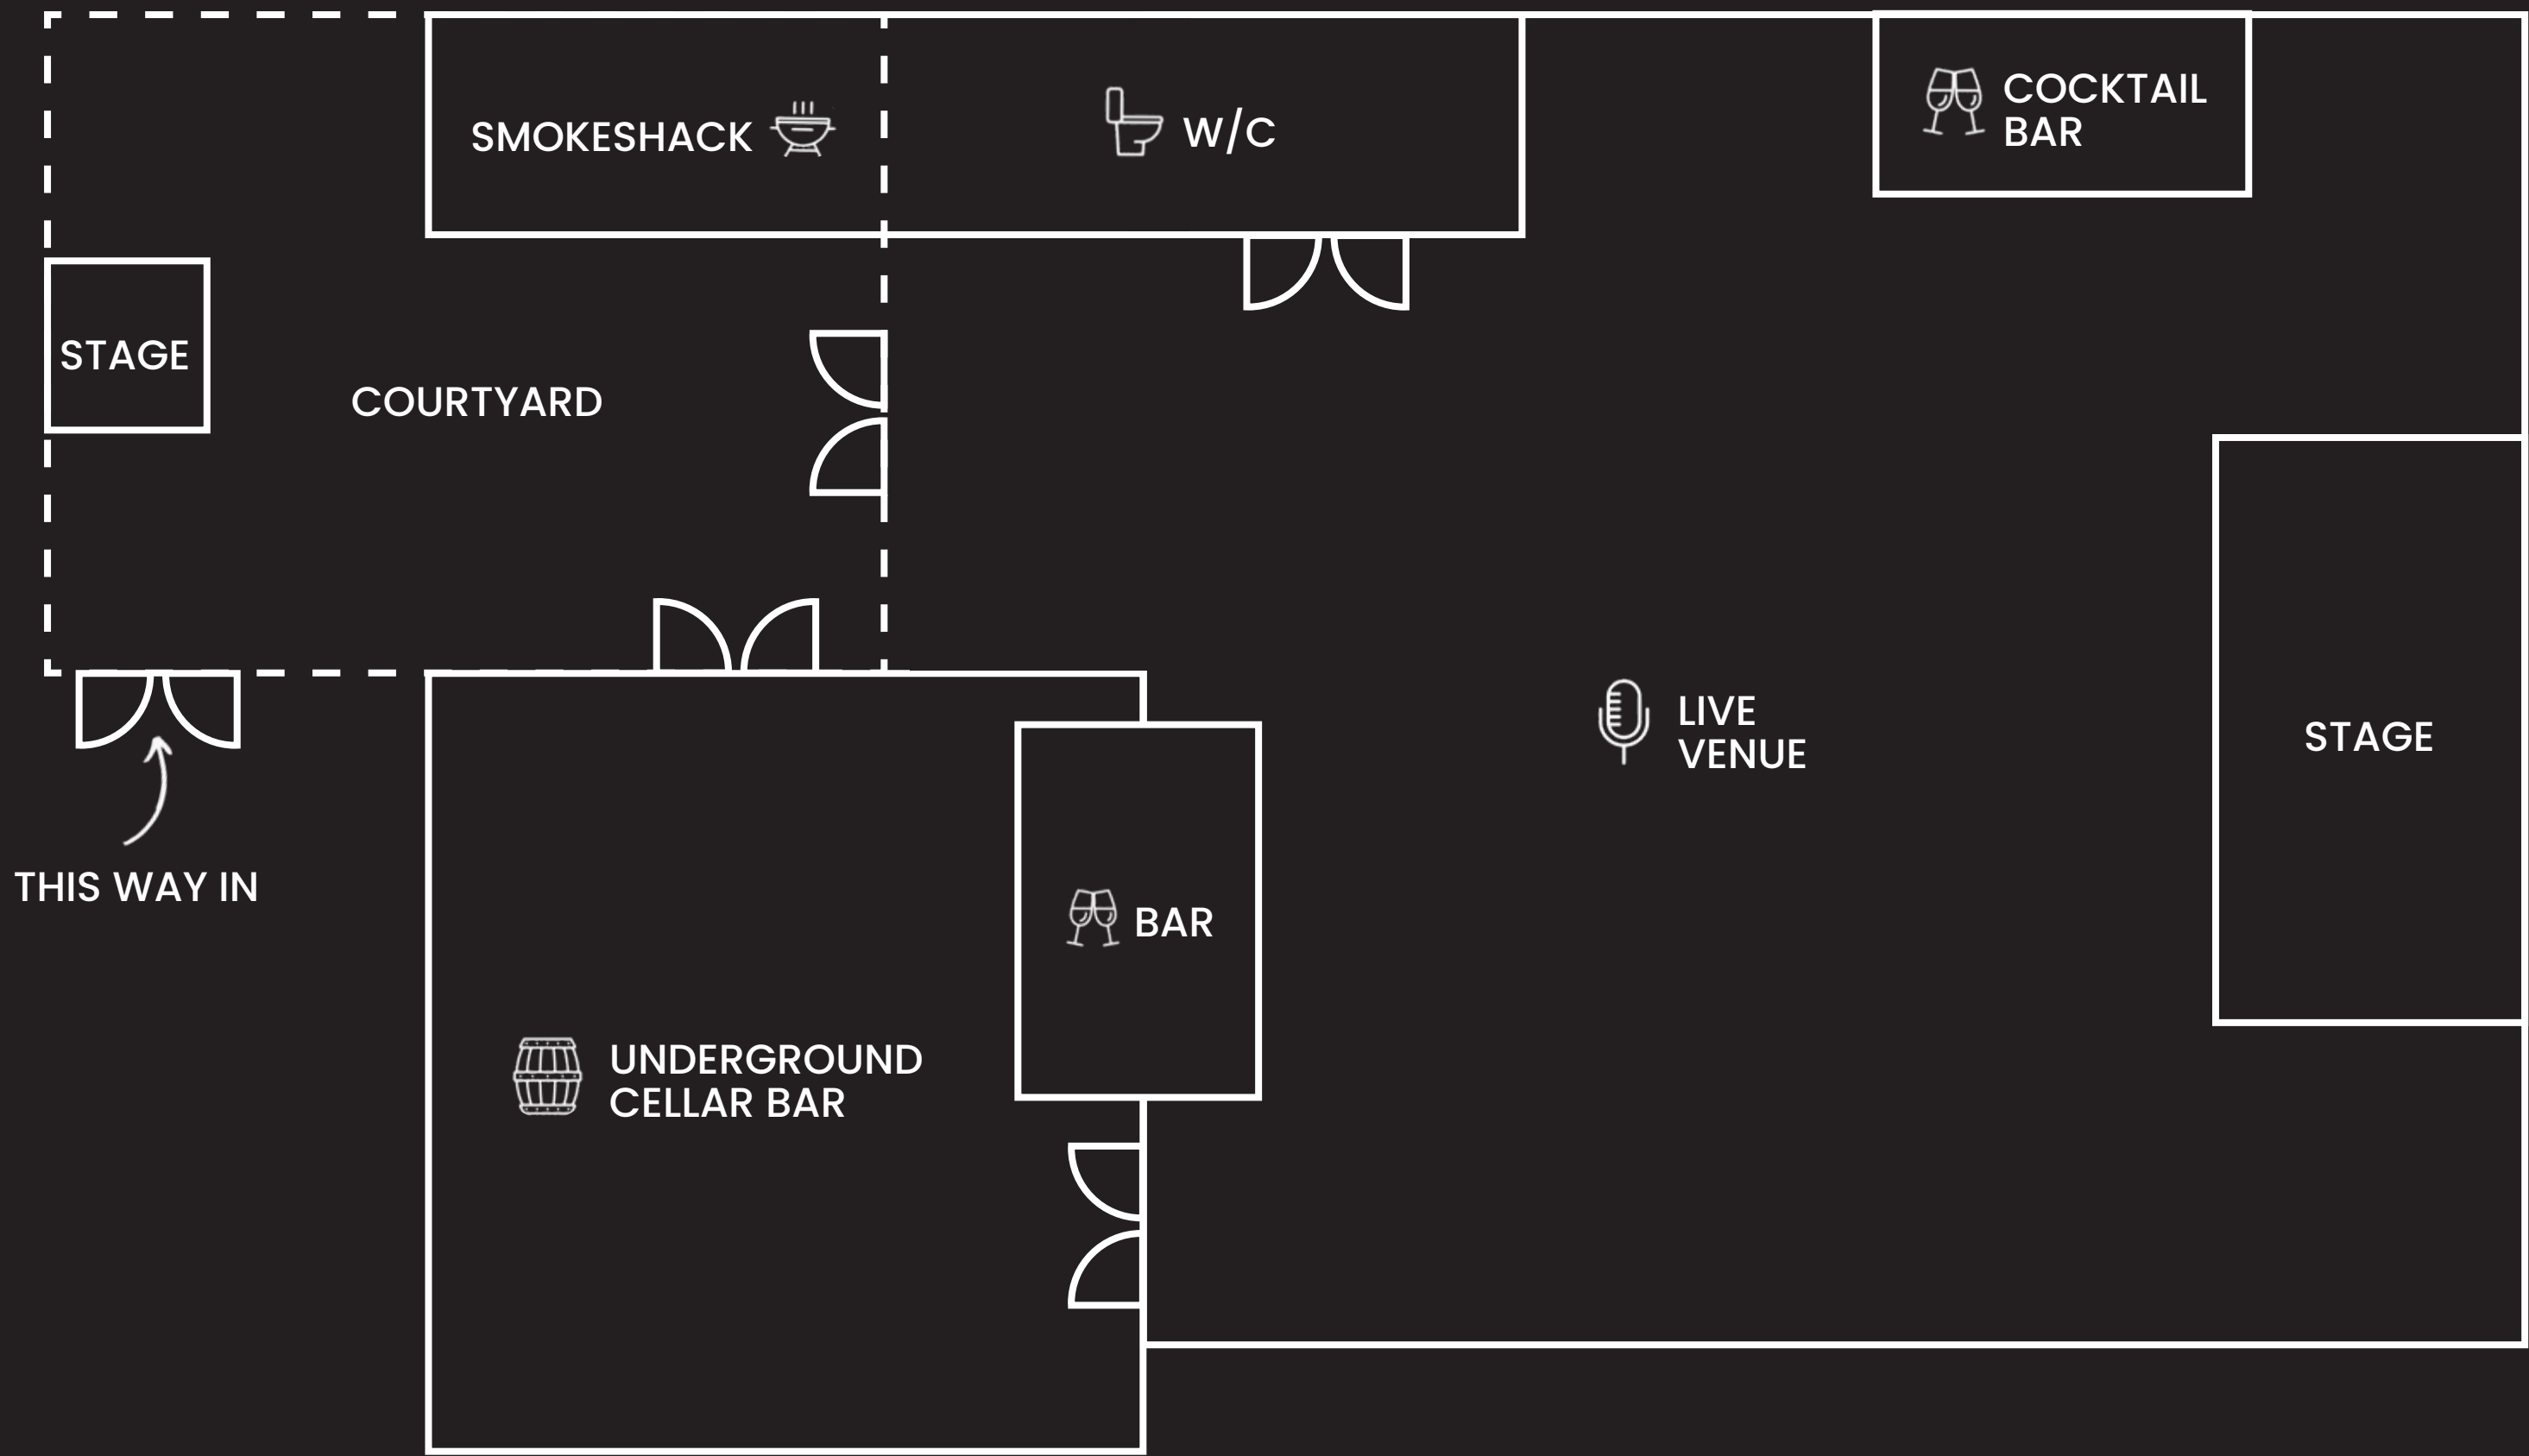 SMOKESHACK
W/C
COCKTAIL
BAR
STAGE
COURTYARD
LIVE
VENUE
STAGE
THIS WAY IN
BAR
UNDERGROUND
CELLAR BAR